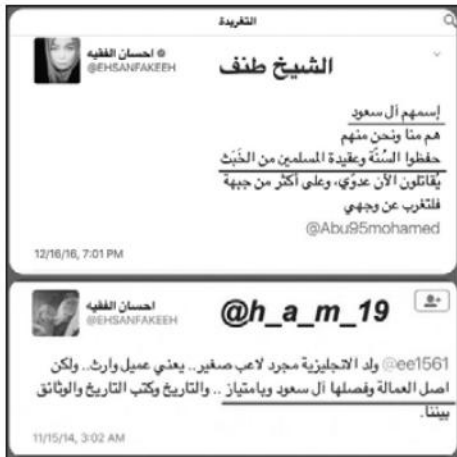 التغريدة
احسان الفقيه
@EHSANFAKEEH
الشيخ طنف
إسمهم آل سعود
هم منا ونحن منهم
حفظوا السُنّة وعقيدة المسلمين من الخَبَث
يُقاتلون الآن عدوّي، وعلى أكثر من جبهة
فلتغرب عن وجهي
@Abu95mohamed
12/16/16, 7:01 PM
احسان الفقيه
@EHSANFAKEEH
@h_a_m_19
@ee1561 ولد الانجليزية مجرد لاعب صغير.. يعني عميل وارث.. ولكن
اصل العمالة وفصلها آل سعود وبامتياز .. والتاريخ وكتب التاريخ والوثائق
بيننا.
11/15/14, 3:02 AM